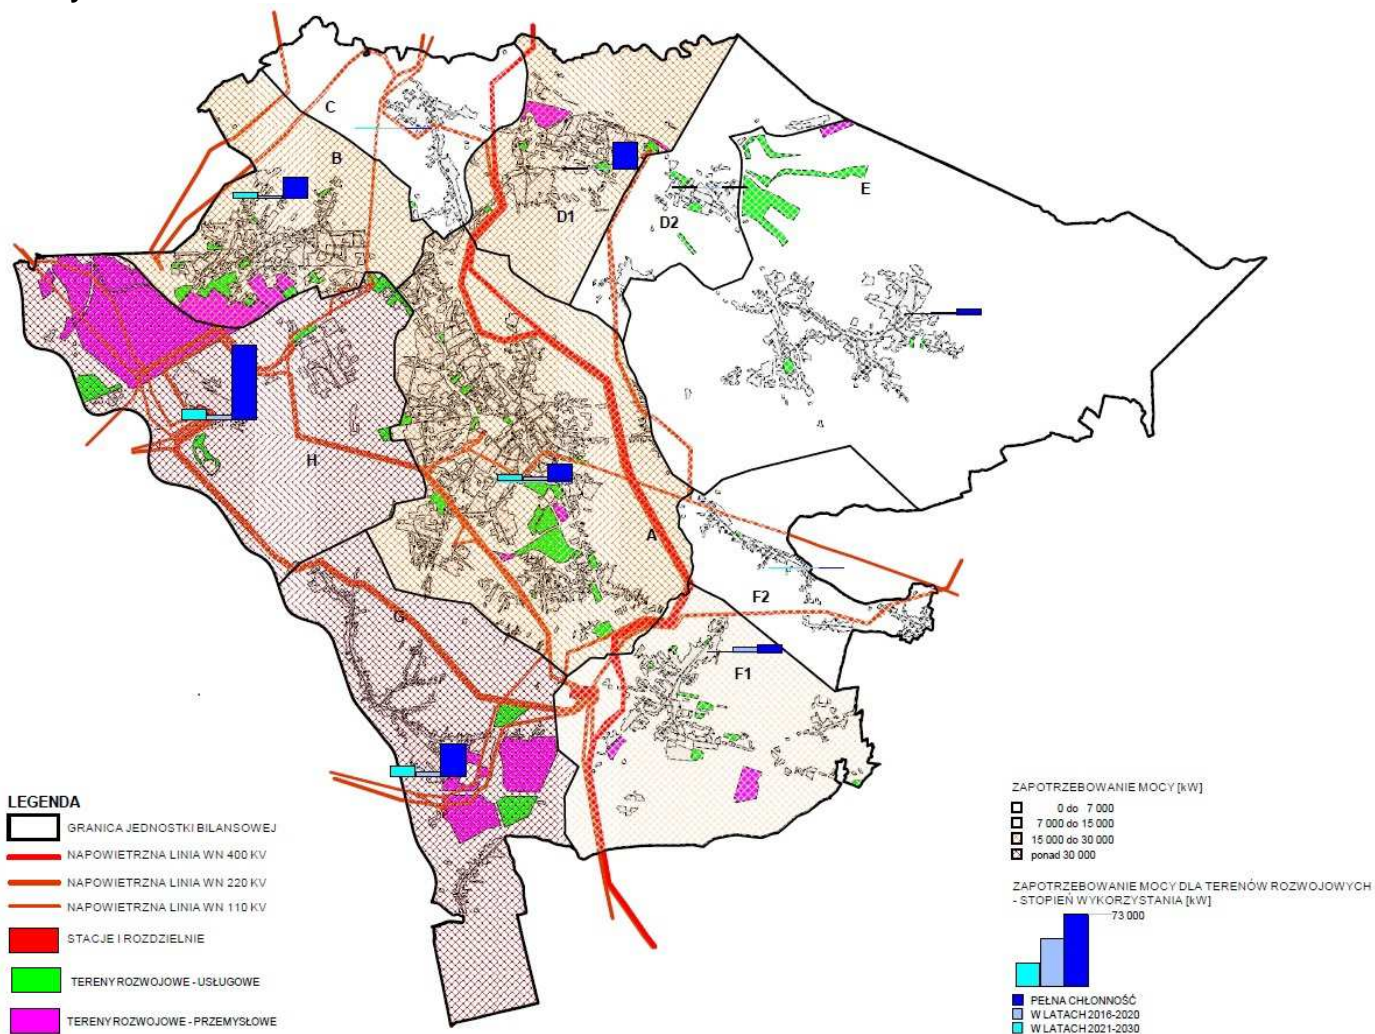 C
B
D1
D2
E
H
A
F2
G
F1
LEGENDA
GRANICA JEDNOSTKI BILANSOWEJ
NAPOWIETRZNA LINIA WN 400 KV
NAPOWIETRZNA LINIA WN 220 KV
NAPOWIETRZNA LINIA WN 110 KV
STACJE I ROZDZIELNIE
TERENY ROZWOJOWE - USŁUGOWE
TERENY ROZWOJOWE - PRZEMYSŁOWE
ZAPOTRZEBOWANIE MOCY [kW]
0 do 7 000
7 000 do 15 000
15 000 do 30 000
ponad 30 000
ZAPOTRZEBOWANIE MOCY DLA TERENÓW ROZWOJOWYCH
- STOPIEŃ WYKORZYSTANIA [kW]
73 000
PEŁNA CHŁONNOŚĆ
W LATACH 2016-2020
W LATACH 2021-2030